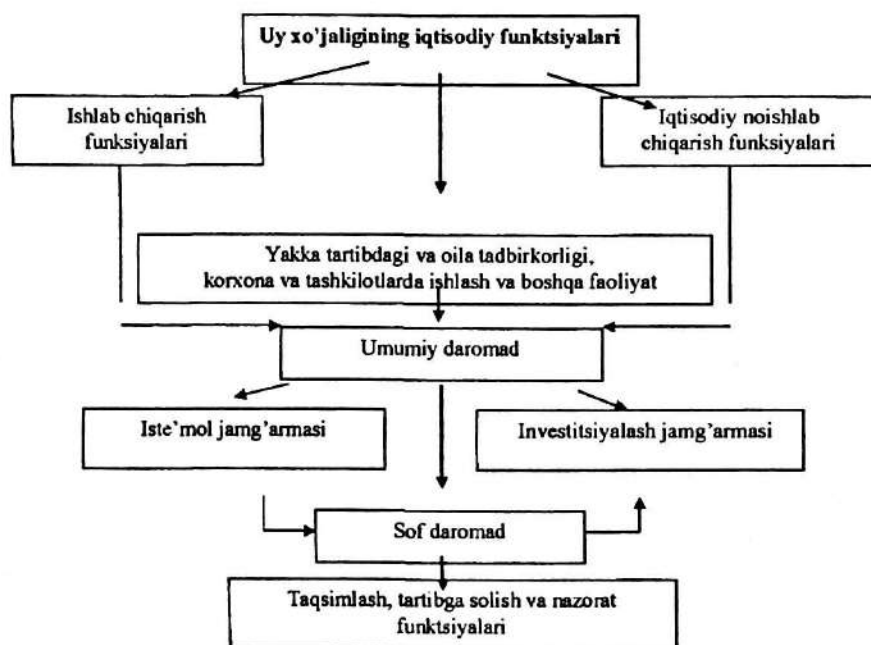 Uy xo'jaligining iqtisodiy funktsiyalari
Ishlab chiqarish
funksiyalari
Iqtisodiy noishlab
chiqarish funksiyalari
Yakka tartibdagi va oila tadbirkorligi,
korxona va tashkilotlarda ishlash va boshqa faoliyat
Umumiy daromad
Iste'mol jamg'armasi
Investitsiyalash jamg'armasi
Sof daromad
Taqsimlash, tartibga solish va nazorat
funktsiyalari